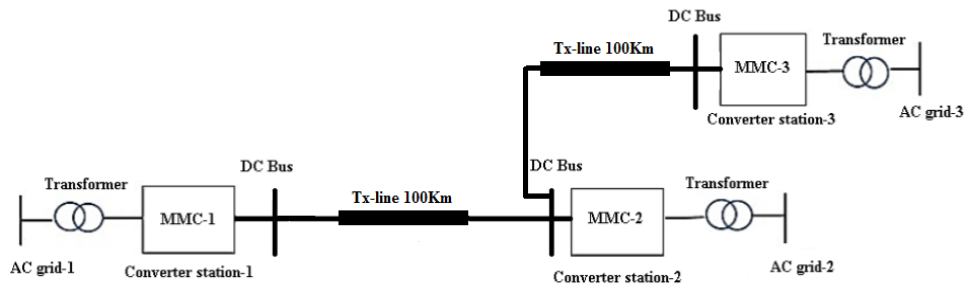 DC Bus
Tx-line 100Km
Transformer
MMC-3
Converter station-3
AC grid-3
DC Bus
DC Bus
Transformer
Transformer
Tx-line 100Km
MMC-1
MMC-2
AC grid-1
Converter station-1
Converter station-2
AC grid-2